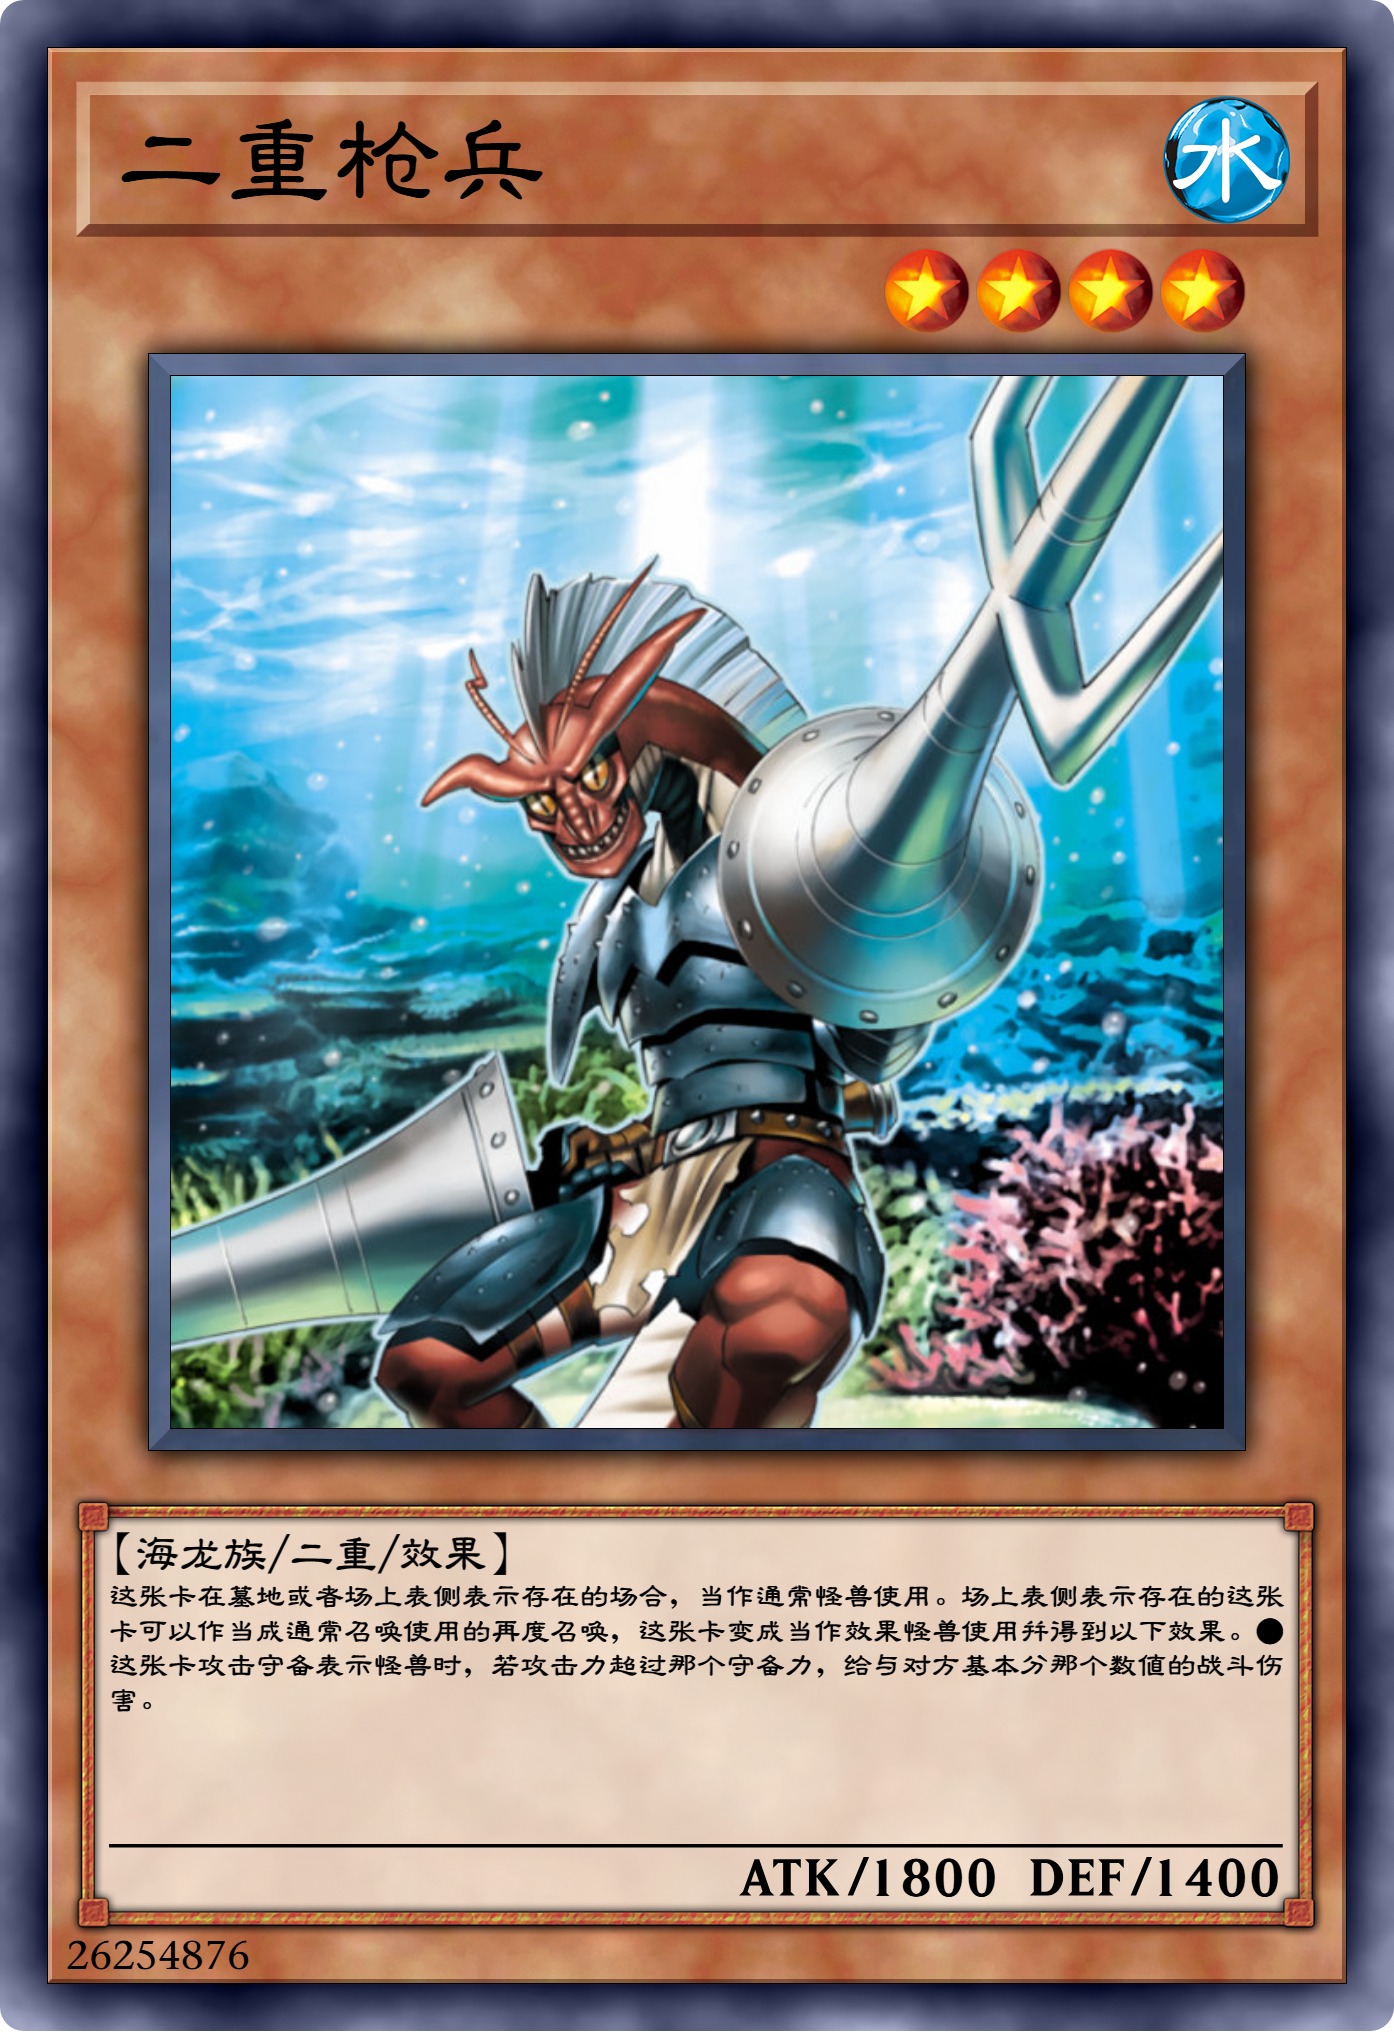 二重枪兵
水
【海龙族/二重/效果】
这张卡在墓地或者场上表侧表示存在的场合，当作通常怪兽使用。场上表侧表示存在的这张
卡可以作当成通常召唤使用的再度召唤，这张卡变成当作效果怪兽使用并得到以下效果。●
这张卡攻击守备表示怪兽时，若攻击力超过那个守备力，给与对方基本分那个数值的战斗伤
害。
ATK/1800 DEF/1400
26254876